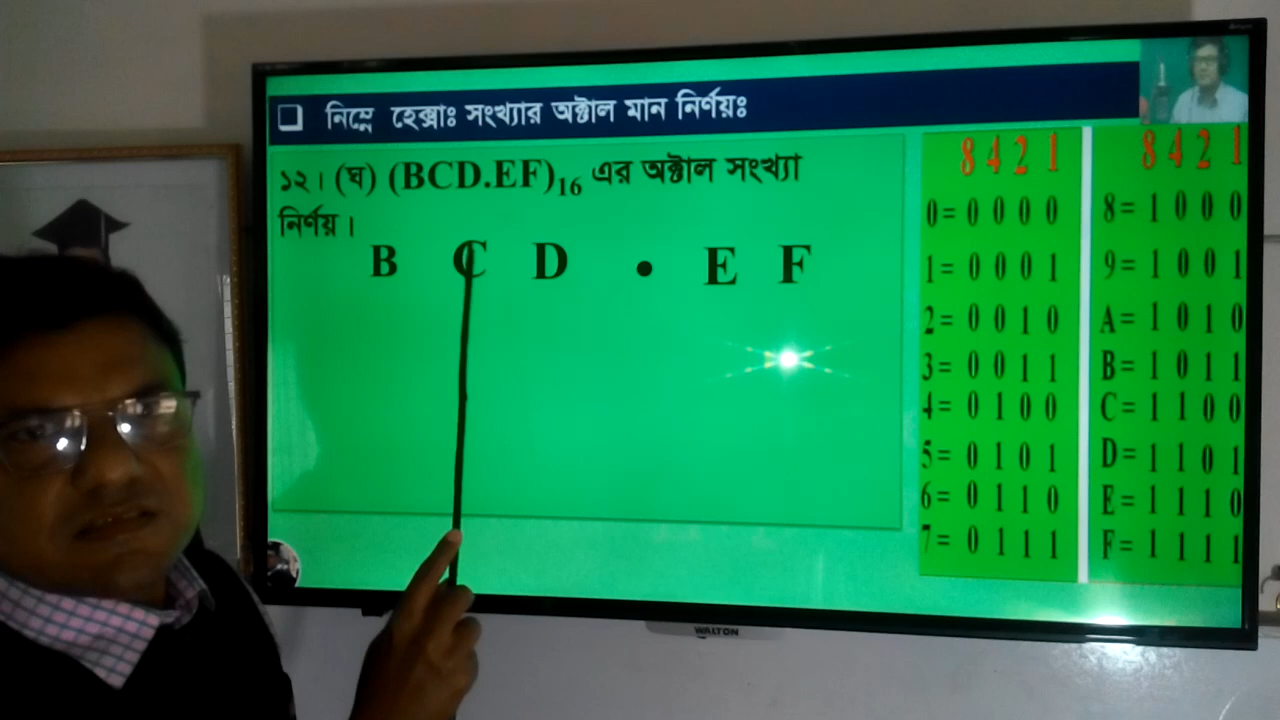 নিম্নে হেক্সাঃ সংখ্যার অক্টাল মান নির্ণয়ঃ
১২। (ঘ) (BCD.EF)16 এর অক্টাল সংখ্যা
নির্ণয়।
B C D • E F
8 4 2 1
0= 0 0 0 0
1= 0 0 0 1
2= 0 0 1 0
3= 0 0 1 1
4= 0 1 0 0
5= 0 1 0 1
6= 0 1 1 0
7= 0 1 1 1
8 4 2 1
8= 1 0 0 0
9= 1 0 0 1
A= 1 0 1 0
B= 1 0 1 1
C= 1 1 0 0
D= 1 1 0 1
E= 1 1 1 0
F= 1 1 1 1
WALTON